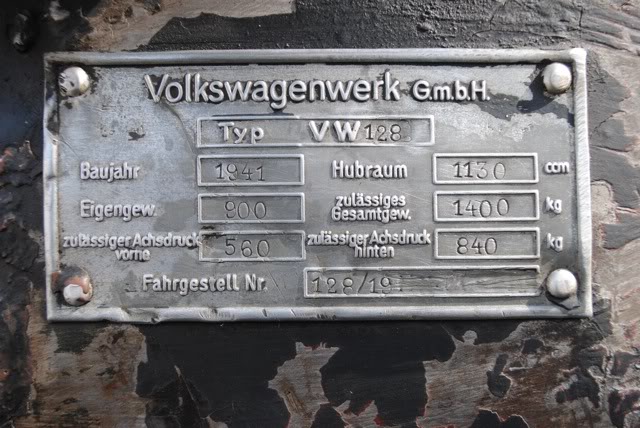 Volkswagenwerk G.m.b.H.
Typ VW 128
Baujahr 1941 Hubraum 1130 ccm
Eigengew. 900 zulässiges Gesamtgew. 1400 kg
zulässiger Achsdruck vorne 560 zulässiger Achsdruck hinten 840 kg
Fahrgestell Nr. 128/19